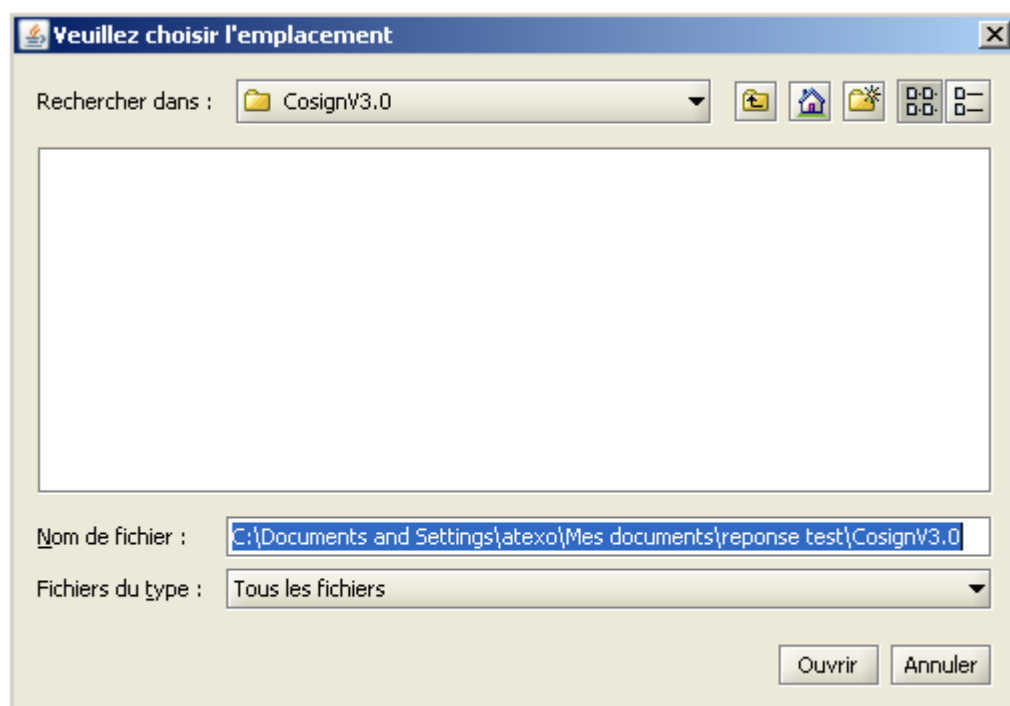 Veuillez choisir l'emplacement
Rechercher dans :
CosignV3.0
Nom de fichier :
C:\Documents and Settings\atexo\Mes documents\reponse test\CosignV3.0
Fichiers du type :
Tous les fichiers
Ouvrir
Annuler